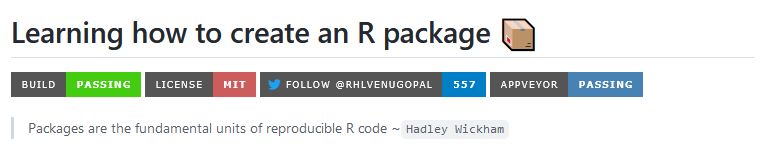 Learning how to create an R package
BUILD PASSING LICENSE MIT FOLLOW @RHLVENUGOPAL 557 APPVEYOR PASSING
Packages are the fundamental units of reproducible R code ~ Hadley Wickham